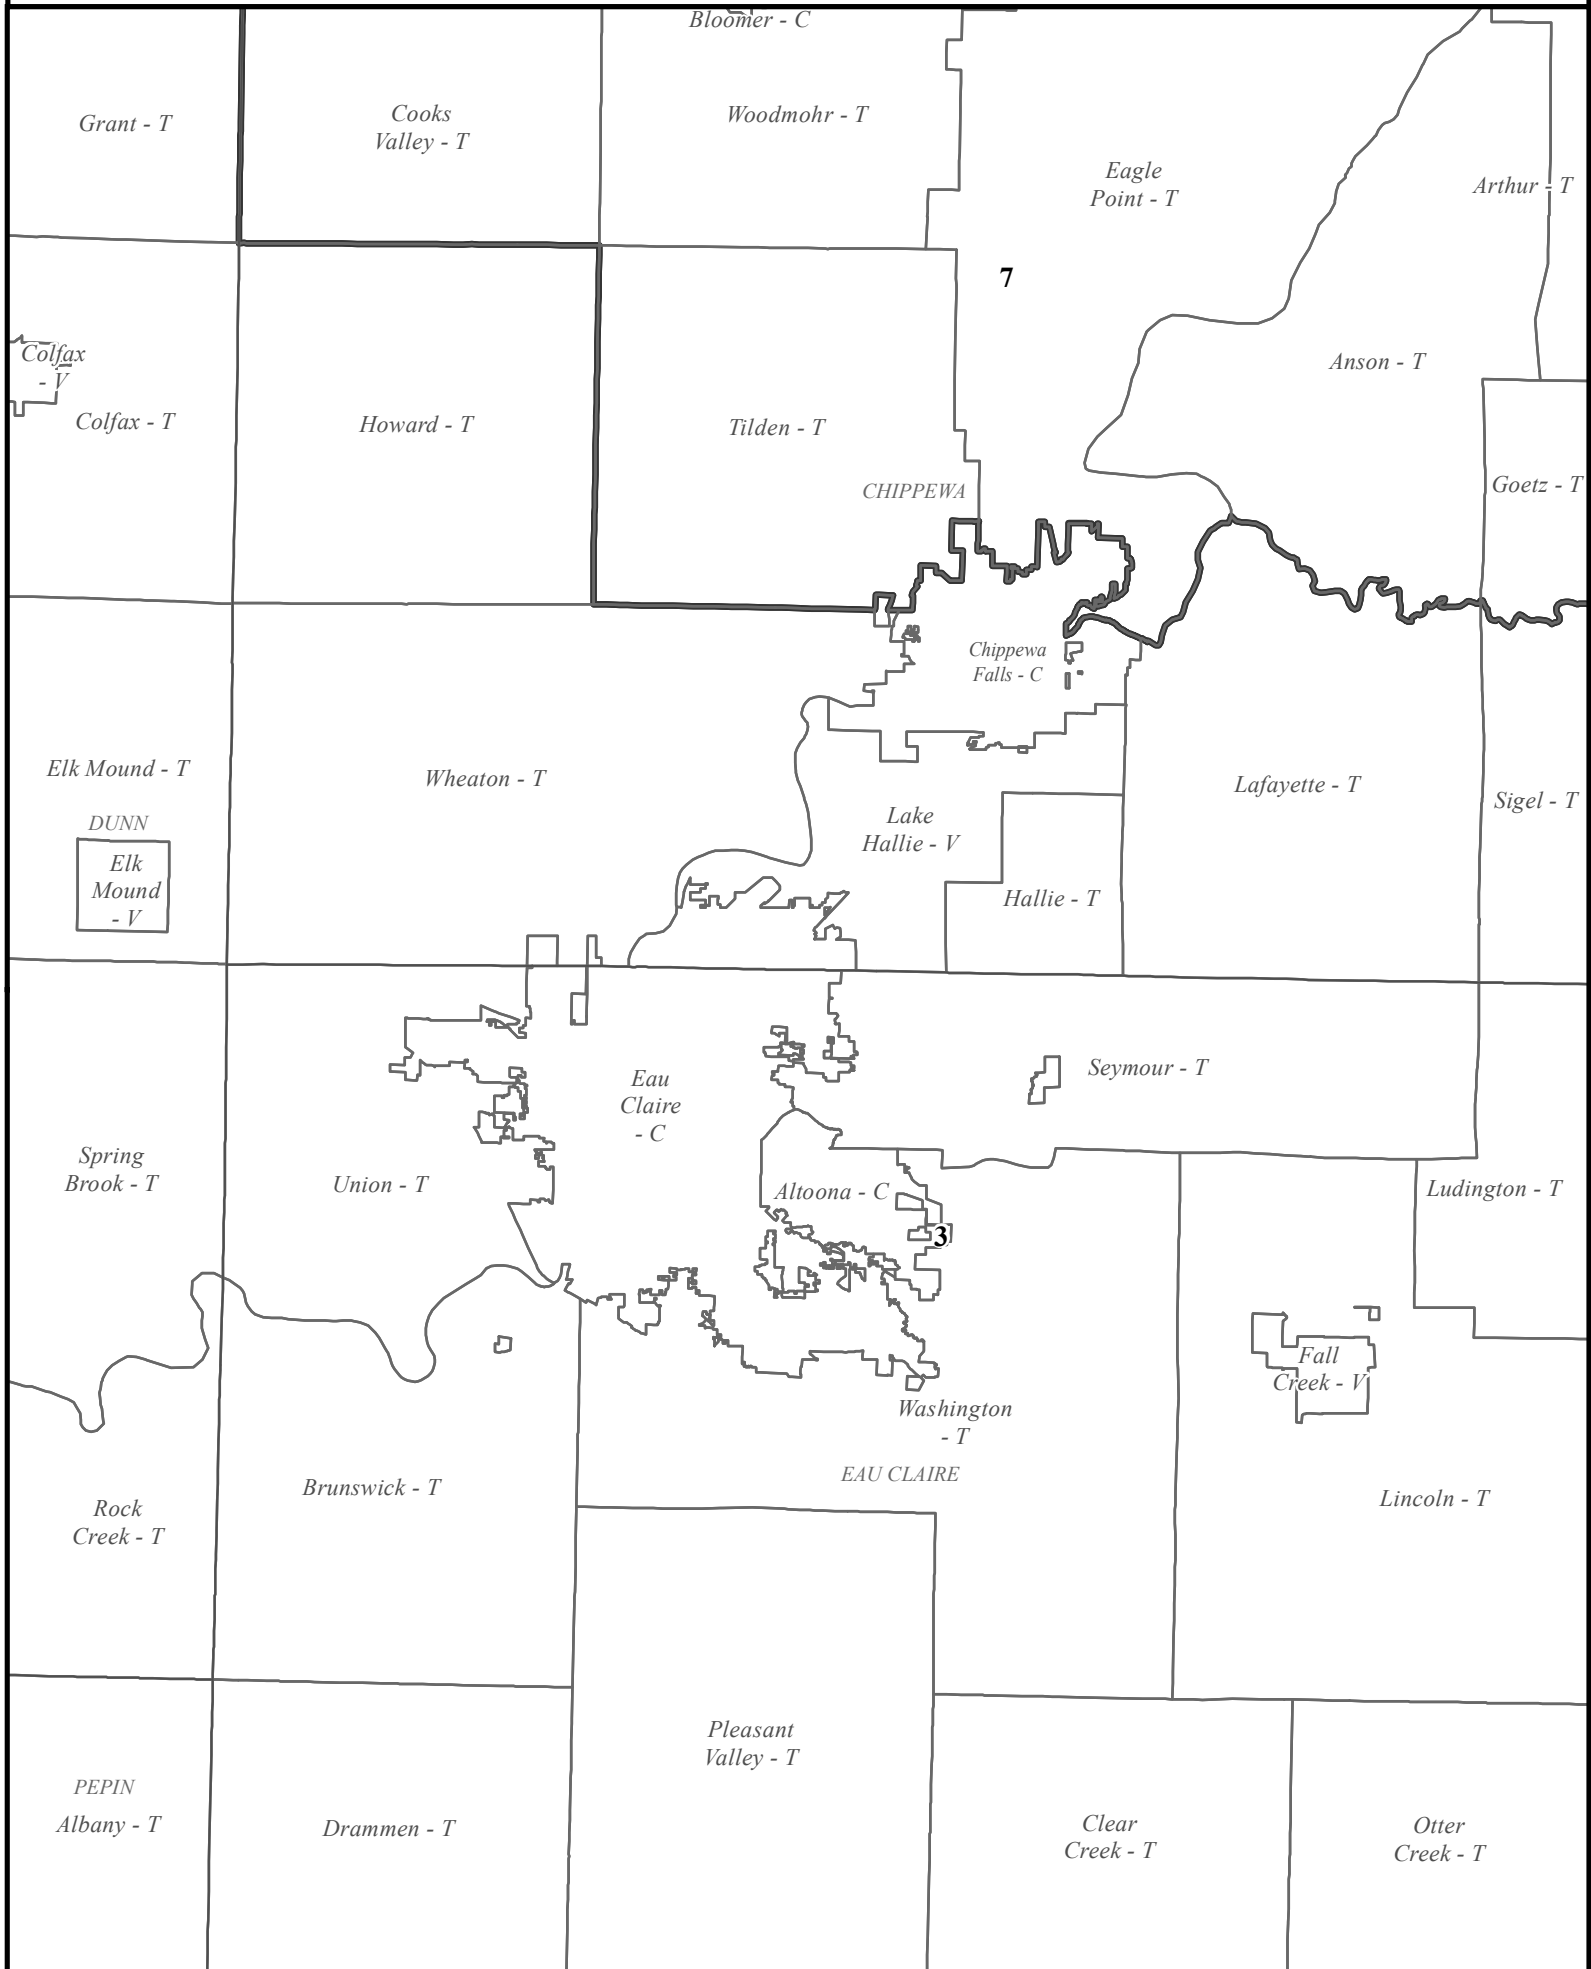 Bloomer - C
Grant - T
Cooks
Valley - T
Woodmohr - T
Eagle
Point - T
Arthur - T
7
Colfax
- V
Colfax - T
Howard - T
Tilden - T
Anson - T
CHIPPEWA
Goetz - T
Chippewa
Falls - C
Elk Mound - T
DUNN
Elk
Mound
- V
Wheaton - T
Lake
Hallie - V
Hallie - T
Lafayette - T
Sigel - T
Eau
Claire
- C
Seymour - T
Spring
Brook - T
Union - T
Altoona - C
3
Ludington - T
Fall
Creek - V
Washington
- T
EAU CLAIRE
Rock
Creek - T
Brunswick - T
Lincoln - T
PEPIN
Albany - T
Drammen - T
Pleasant
Valley - T
Clear
Creek - T
Otter
Creek - T